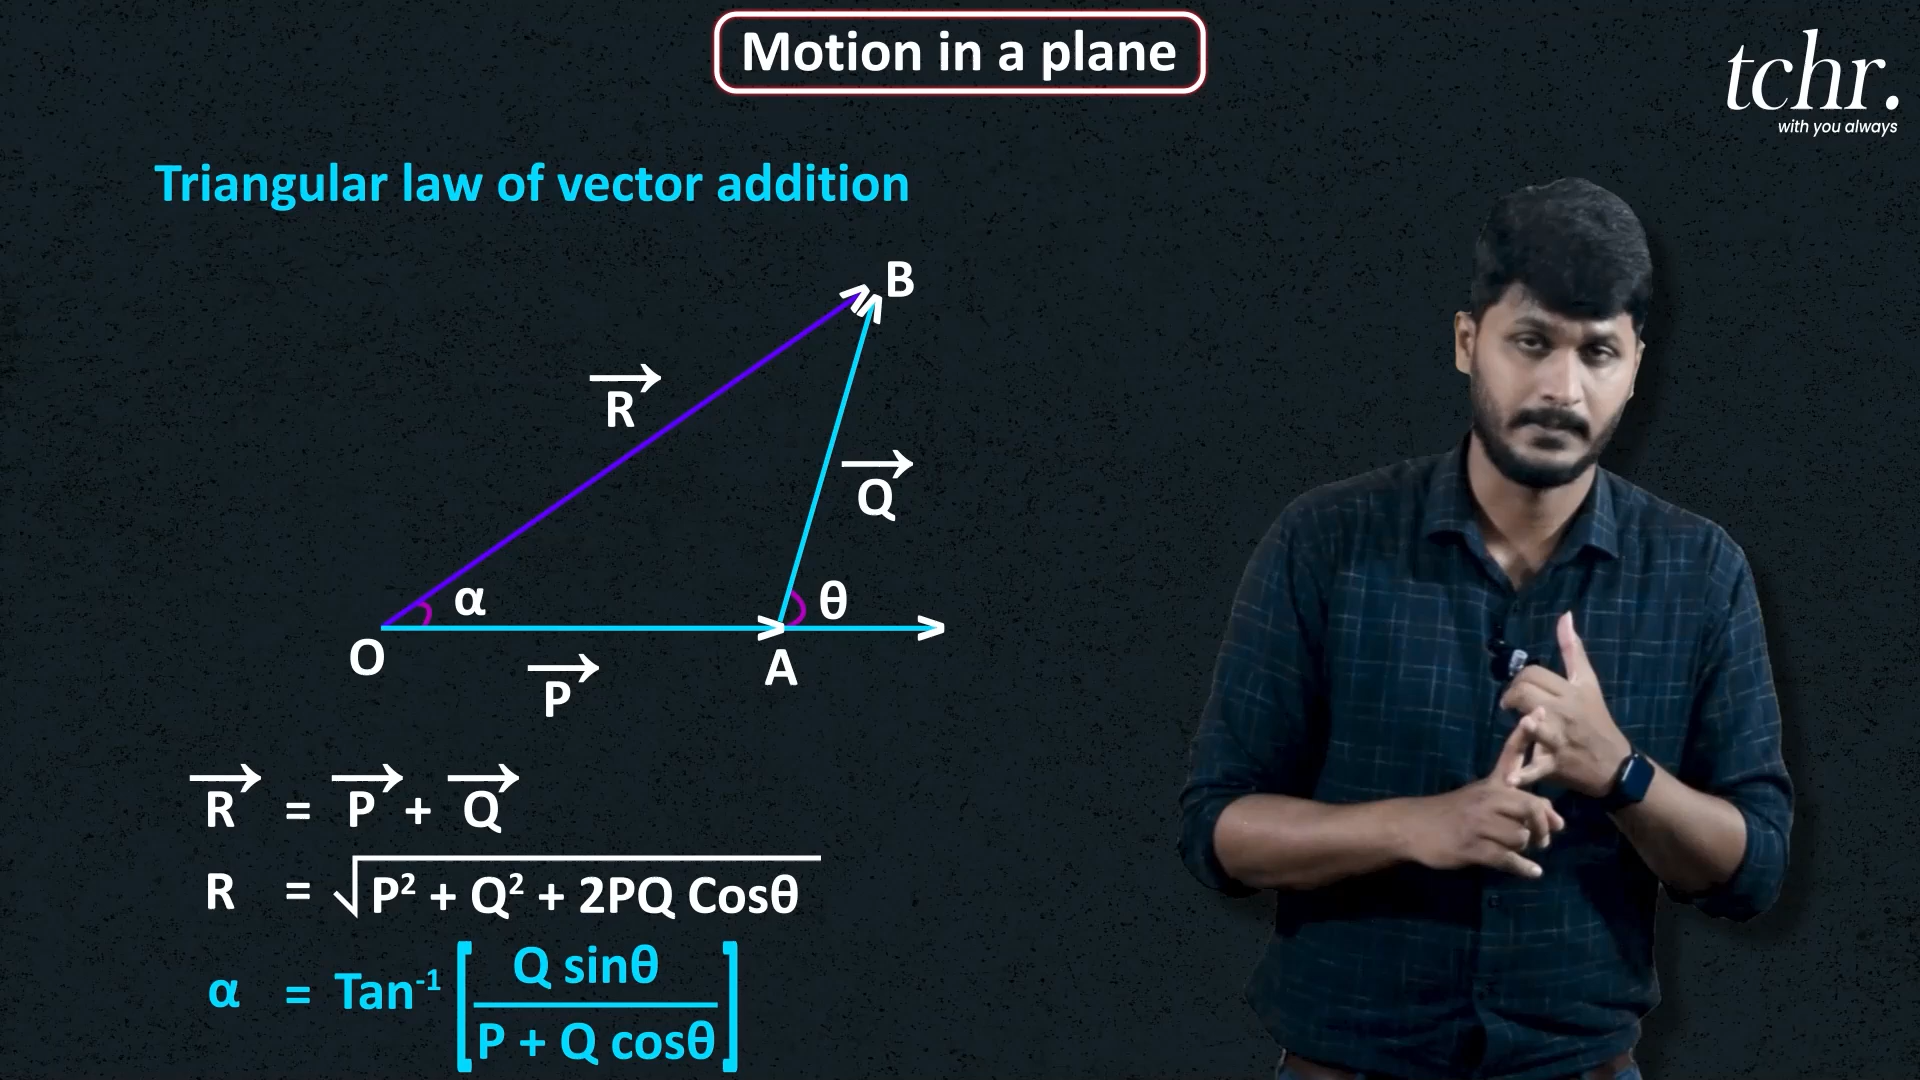 Motion in a plane
tchr.
with you always
Triangular law of vector addition
B
R
Q
α
θ
O
A
P
R = P + Q
R = √P² + Q² + 2PQ Cosθ
α = Tan⁻¹ [ Q sinθ
P + Q cosθ ]